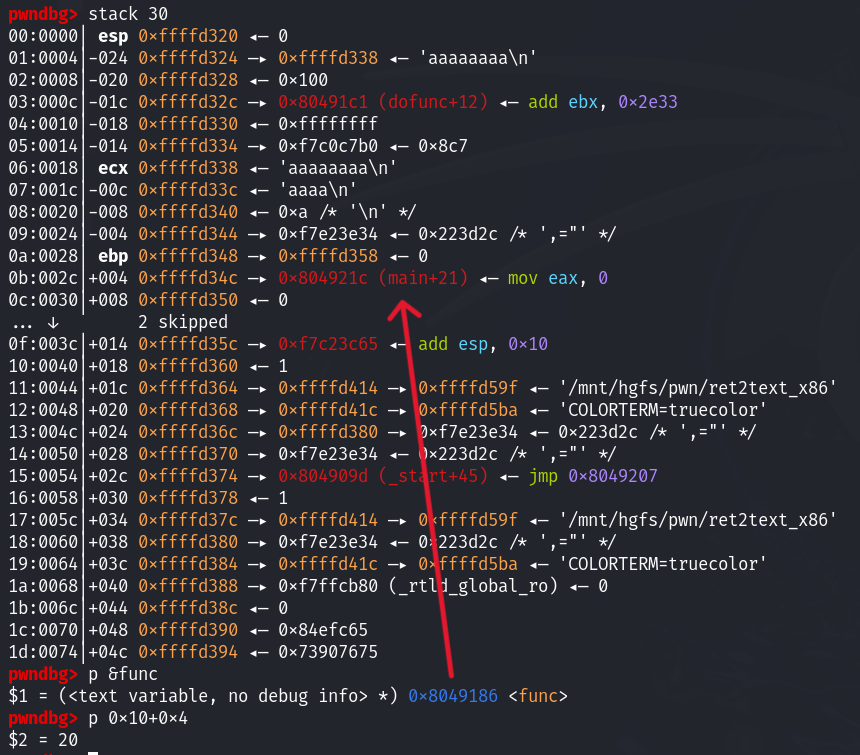 pwndbg> stack 30
00:0000│ esp 0×ffffd320 ◂— 0
01:0004│-024 0×ffffd324 —▸ 0×ffffd338 ◂— 'aaaaaaaa\n'
02:0008│-020 0×ffffd328 ◂— 0×100
03:000c│-01c 0×ffffd32c —▸ 0×80491c1 (dofunc+12) ◂— add ebx, 0×2e33
04:0010│-018 0×ffffd330 ◂— 0×ffffffff
05:0014│-014 0×ffffd334 —▸ 0×f7c0c7b0 ◂— 0×8c7
06:0018│ ecx 0×ffffd338 ◂— 'aaaaaaaa\n'
07:001c│-00c 0×ffffd33c ◂— 'aaaa\n'
08:0020│-008 0×ffffd340 ◂— 0×a /* '\n' */
09:0024│-004 0×ffffd344 —▸ 0×f7e23e34 ◂— 0×223d2c /* ',="' */
0a:0028│ ebp 0×ffffd348 —▸ 0×ffffd358 ◂— 0
0b:002c│+004 0×ffffd34c —▸ 0×804921c (main+21) ◂— mov eax, 0
0c:0030│+008 0×ffffd350 ◂— 0
... ↓ 2 skipped
0f:003c│+014 0×ffffd35c —▸ 0×f7c23c65 ◂— add esp, 0×10
10:0040│+018 0×ffffd360 ◂— 1
11:0044│+01c 0×ffffd364 —▸ 0×ffffd414 —▸ 0×ffffd59f ◂— '/mnt/hgfs/pwn/ret2text_x86'
12:0048│+020 0×ffffd368 —▸ 0×ffffd41c —▸ 0×ffffd5ba ◂— 'COLORTERM=truecolor'
13:004c│+024 0×ffffd36c —▸ 0×ffffd380 —▸ 0×f7e23e34 ◂— 0×223d2c /* ',="' */
14:0050│+028 0×ffffd370 —▸ 0×f7e23e34 ◂— 0×223d2c /* ',="' */
15:0054│+02c 0×ffffd374 —▸ 0×804909d (_start+45) ◂— jmp 0×8049207
16:0058│+030 0×ffffd378 ◂— 1
17:005c│+034 0×ffffd37c —▸ 0×ffffd414 —▸ 0×ffffd59f ◂— '/mnt/hgfs/pwn/ret2text_x86'
18:0060│+038 0×ffffd380 —▸ 0×f7e23e34 ◂— 0×223d2c /* ',="' */
19:0064│+03c 0×ffffd384 —▸ 0×ffffd41c —▸ 0×ffffd5ba ◂— 'COLORTERM=truecolor'
1a:0068│+040 0×ffffd388 —▸ 0×f7ffcb80 (_rtld_global_ro) ◂— 0
1b:006c│+044 0×ffffd38c ◂— 0
1c:0070│+048 0×ffffd390 ◂— 0×84efc65
1d:0074│+04c 0×ffffd394 ◂— 0×73907675
pwndbg> p &func
$1 = (<text variable, no debug info> *) 0×8049186 <func>
pwndbg> p 0×10+0×4
$2 = 20